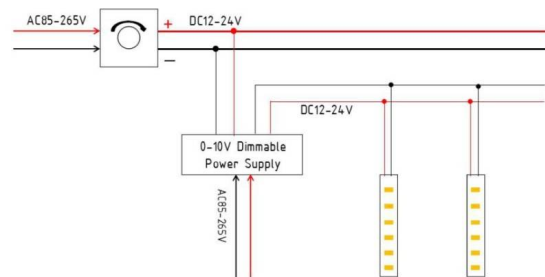 AC85-265V
+
DC12-24V
−
DC12-24V
0-10V Dimmable
Power Supply
AC85-265V